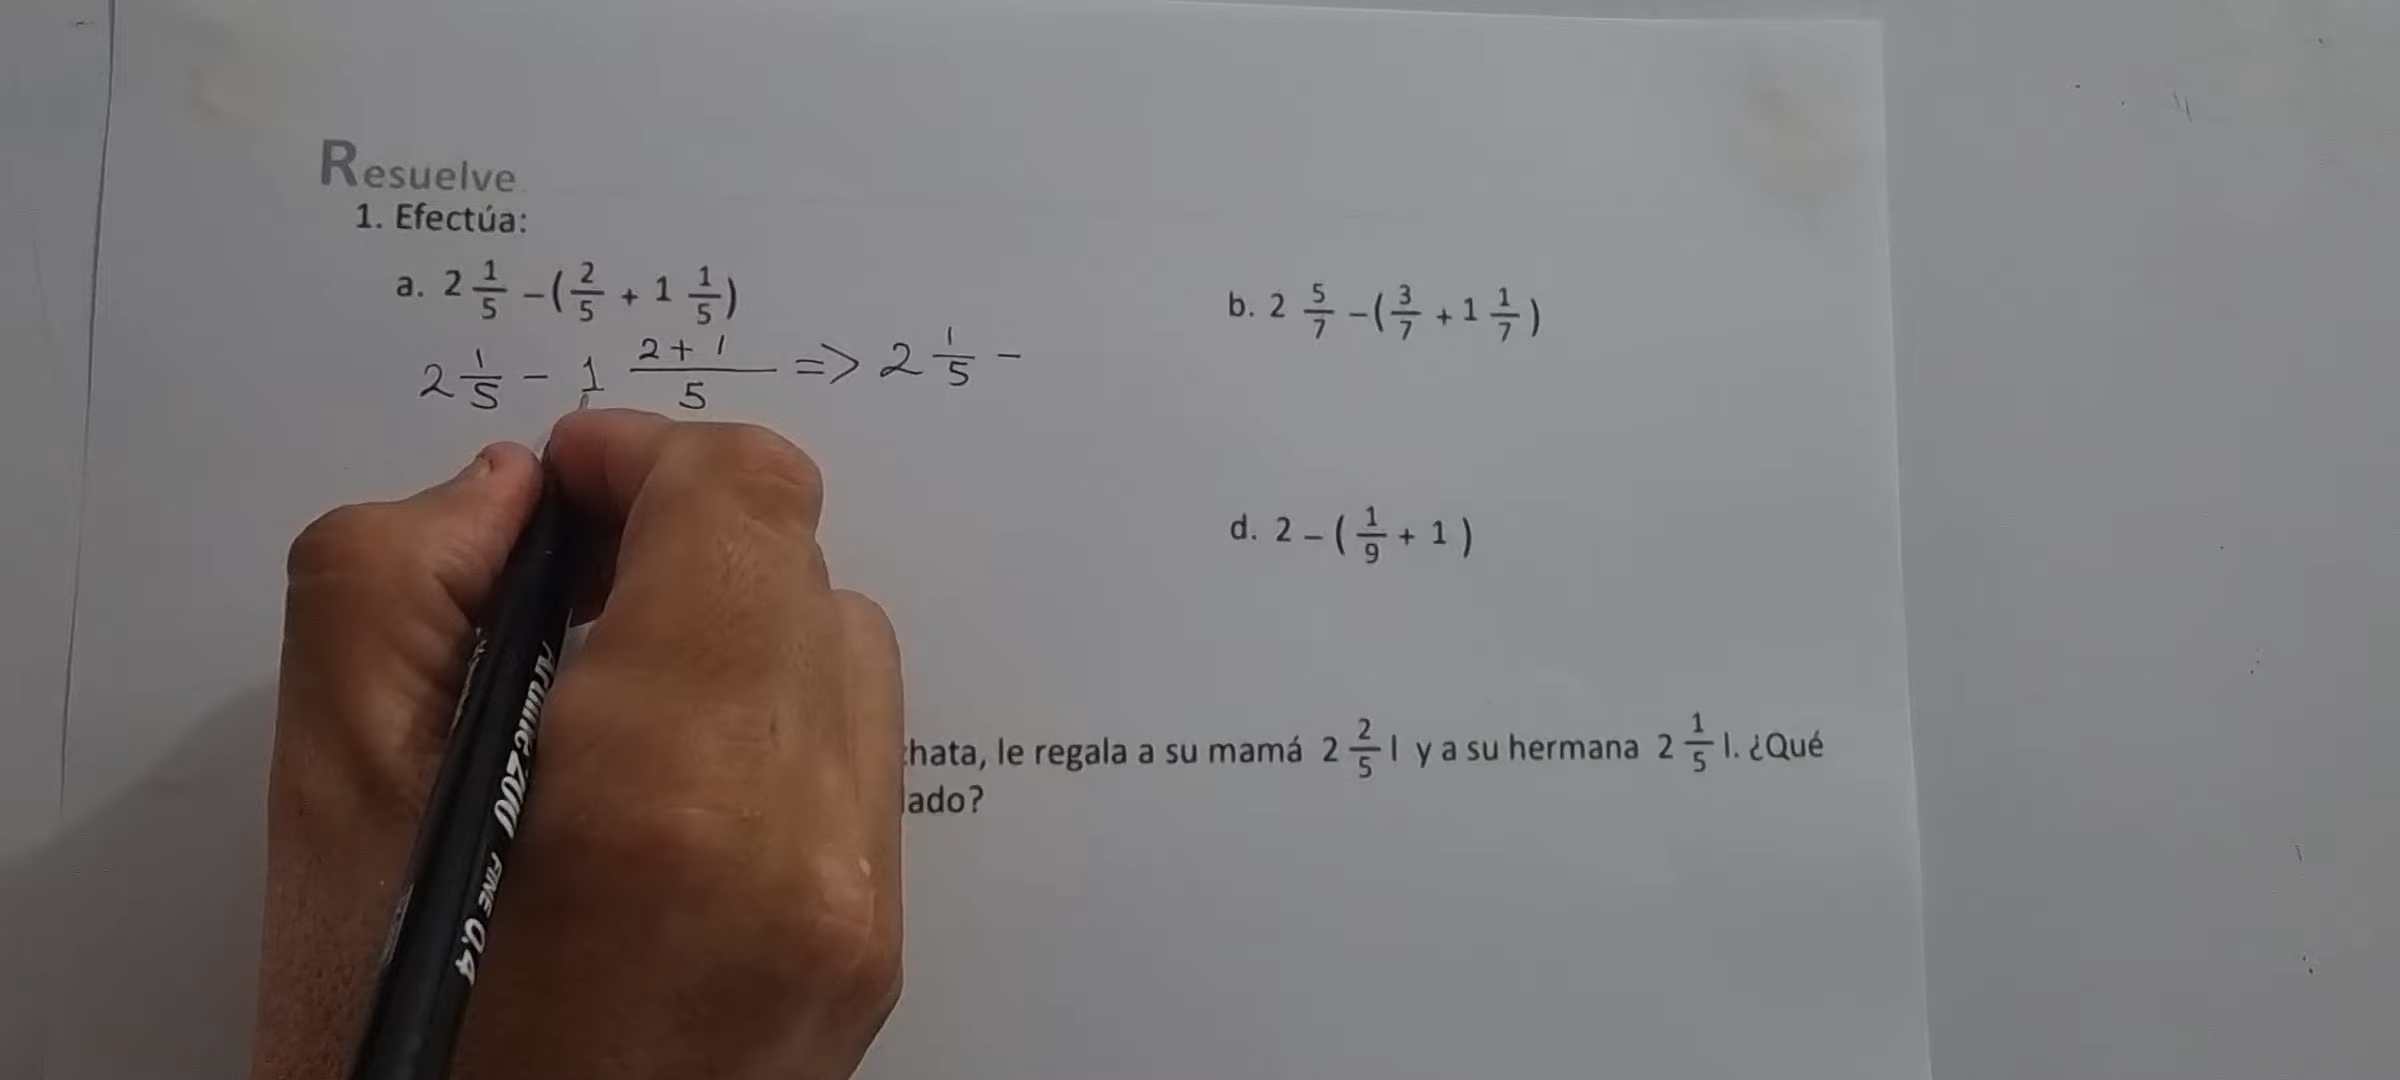 Resuelve.
1. Efectúa:
a. 2 1/5 – ( 2/5 + 1 1/5 )
b. 2 5/7 – ( 3/7 + 1 1/7 )
2 1/5 - 1 2+1/5 => 2 1/5 -
d. 2 – ( 1/9 + 1 )
le regala a su mamá 2 2/5 l y a su hermana 2 1/5 l. ¿Qué
Artline 200 FINE 0.4